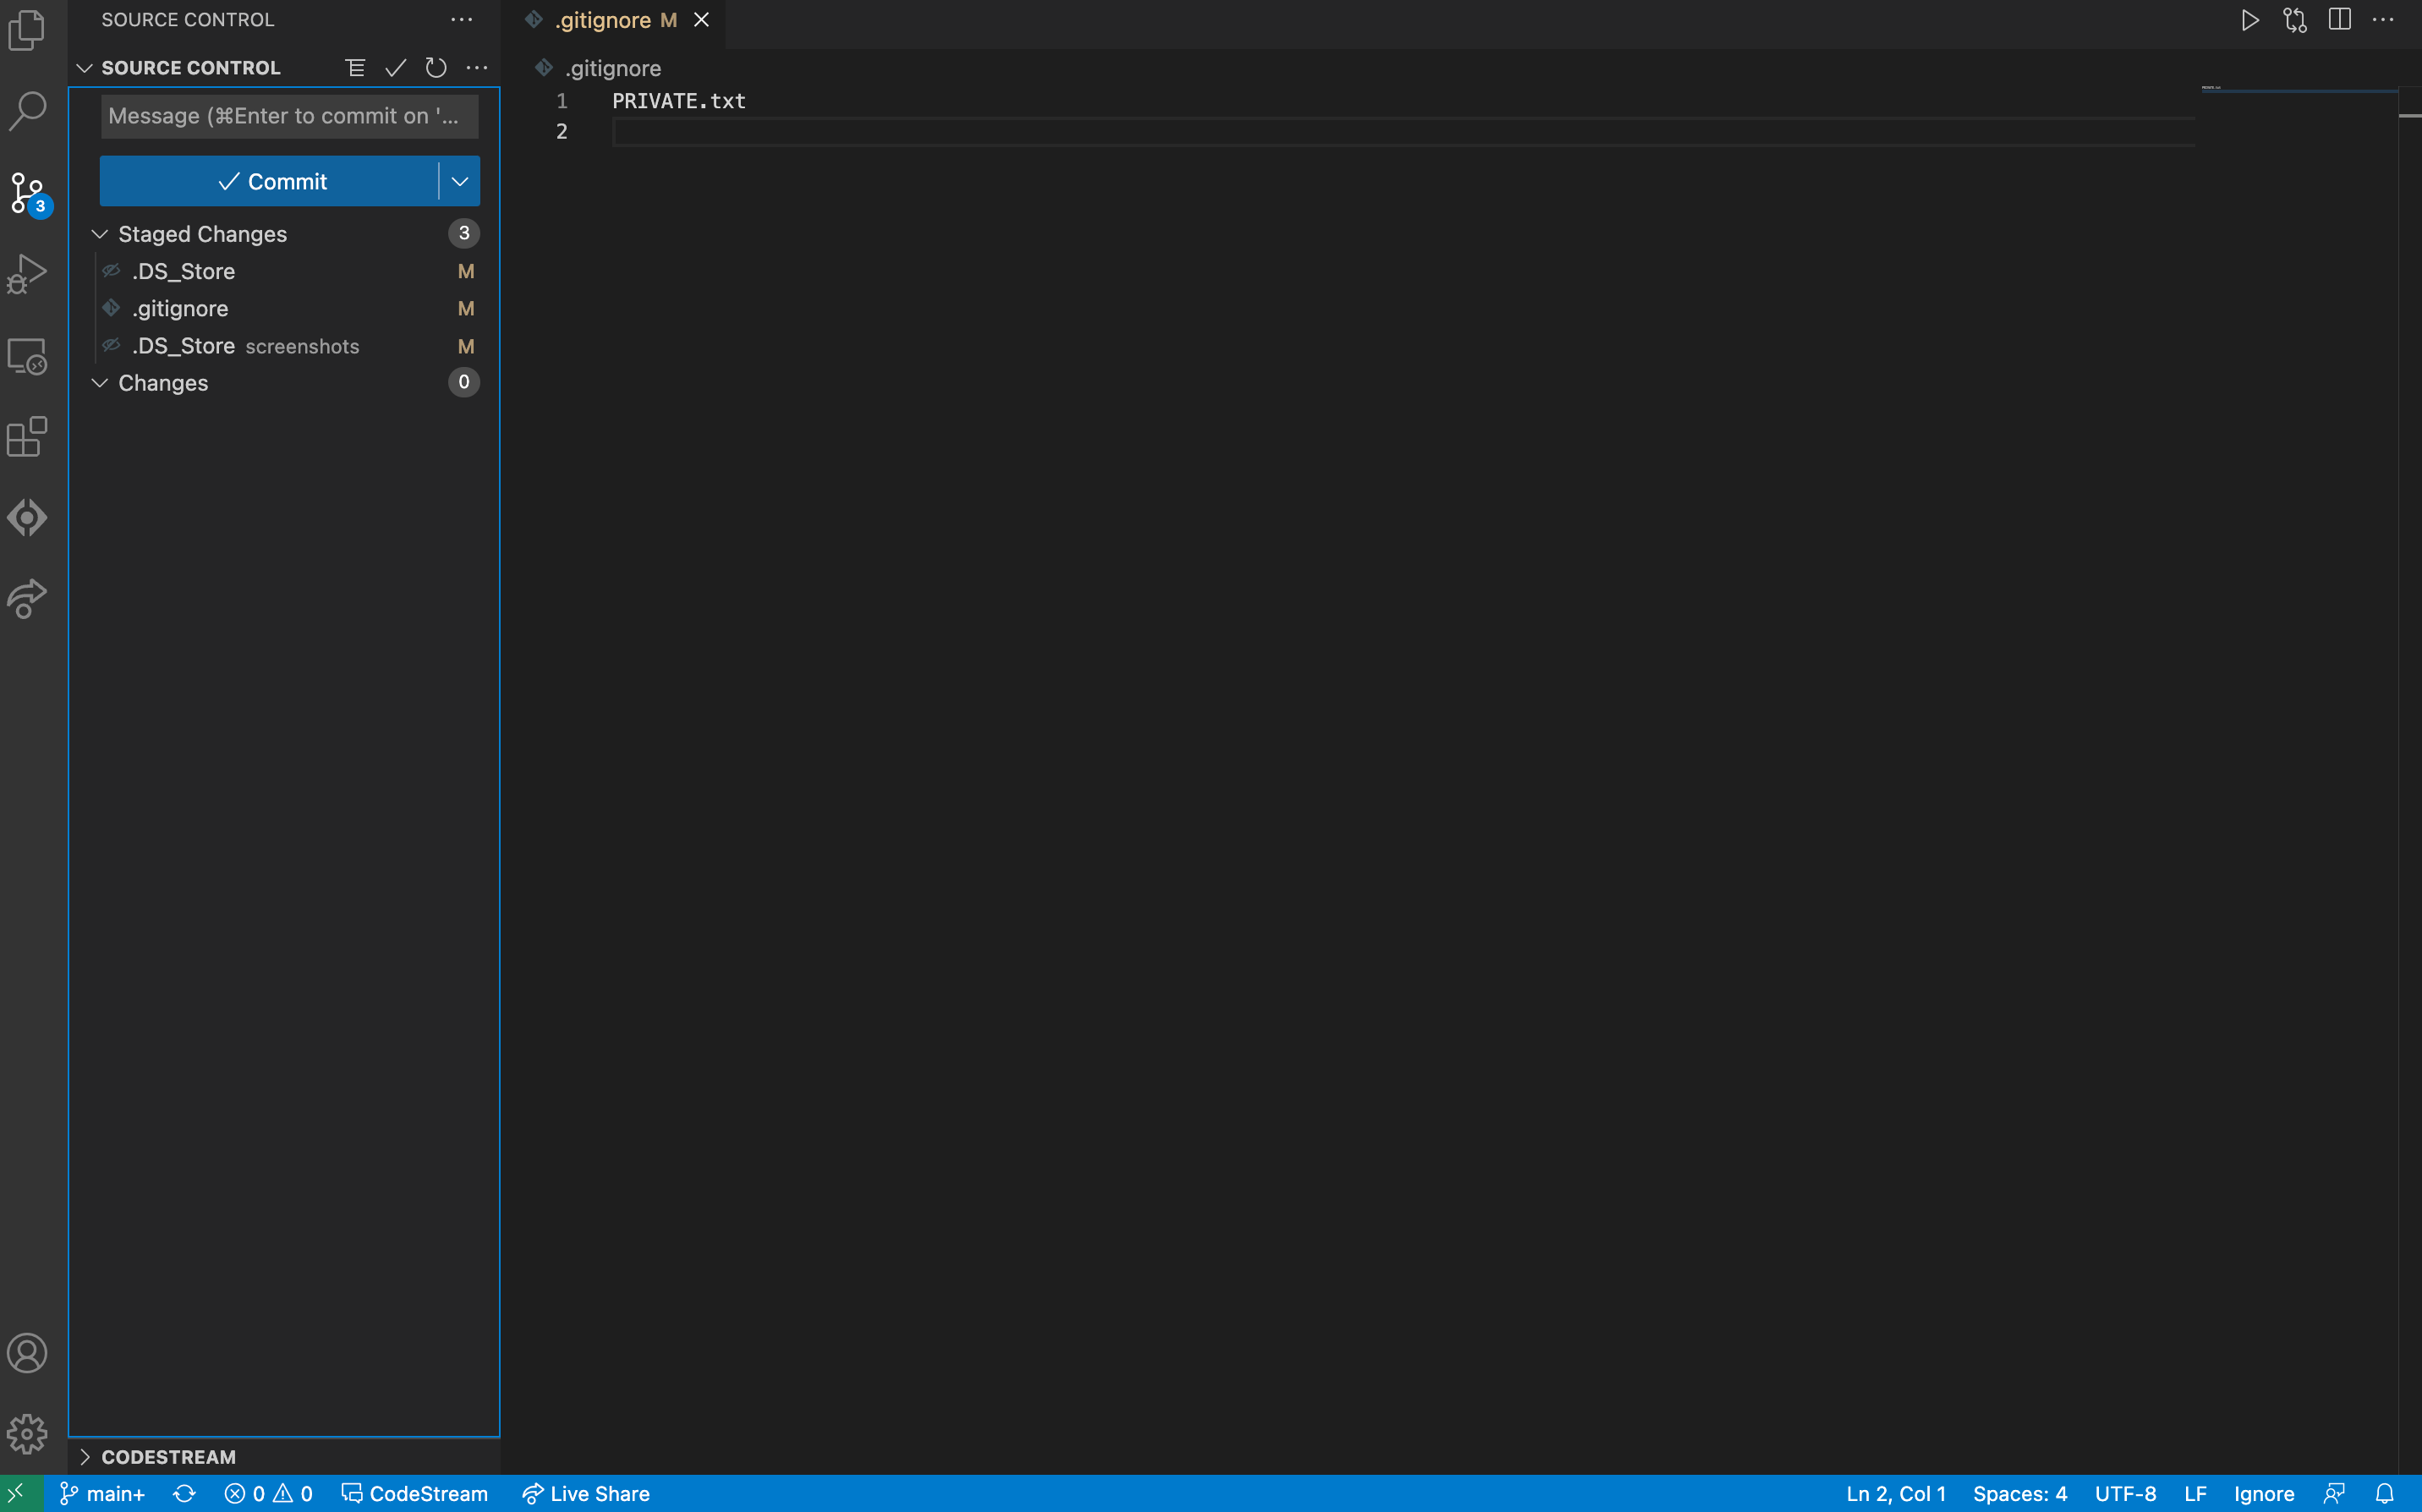 SOURCE CONTROL
SOURCE CONTROL
Message (⌘Enter to commit on '...
Commit
Staged Changes 3
.DS_Store M
.gitignore M
.DS_Store screenshots M
Changes 0
3
CODESTREAM
.gitignore M
.gitignore
1 PRIVATE.txt
2
main+ 0 0 CodeStream Live Share Ln 2, Col 1 Spaces: 4 UTF-8 LF Ignore